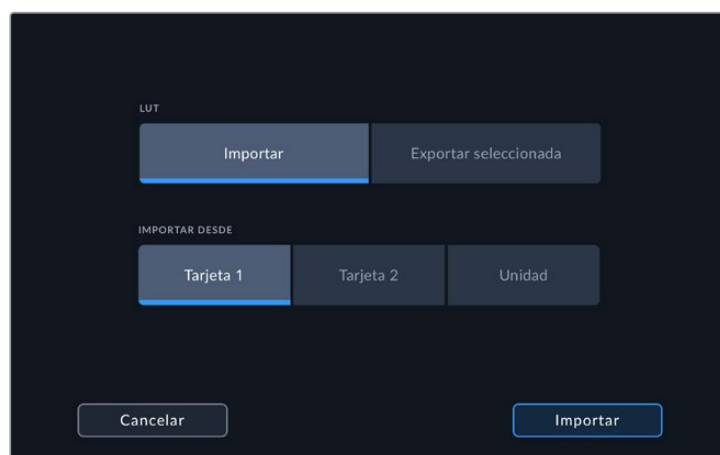 LUT
Importar Exportar seleccionada
IMPORTAR DESDE
Tarjeta 1 Tarjeta 2 Unidad
Cancelar Importar